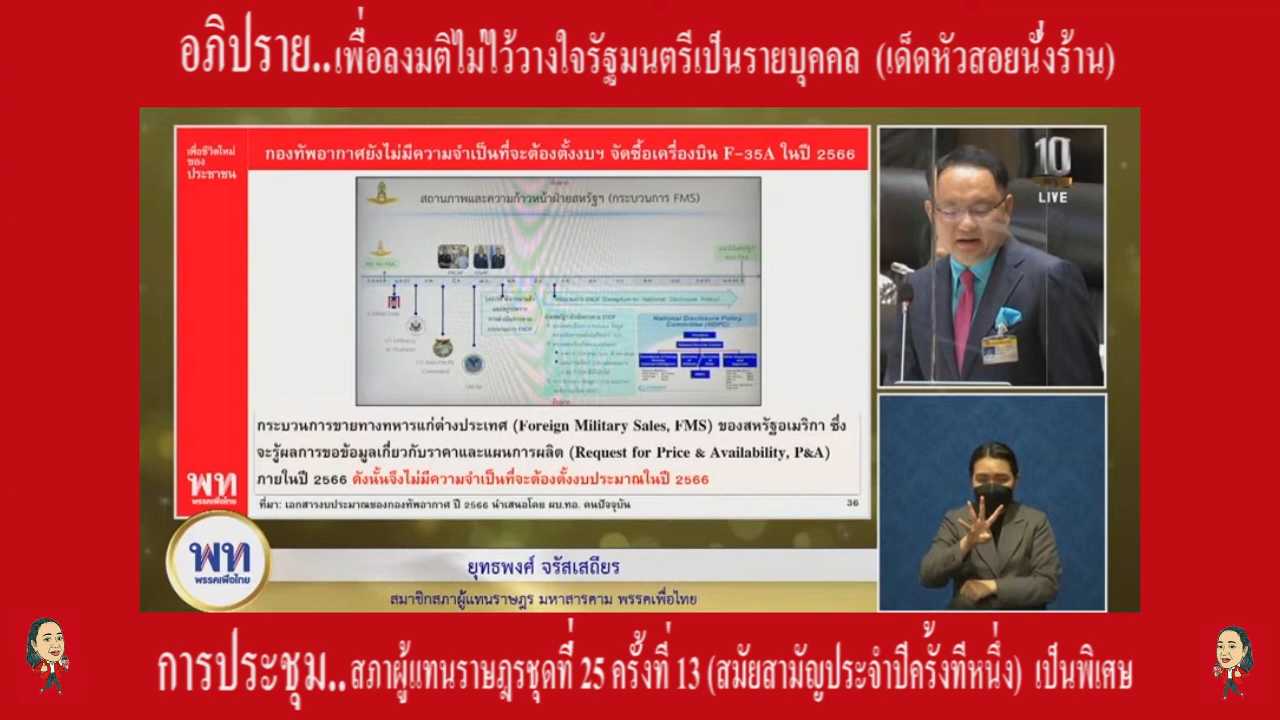 อภิปราย..เพื่อลงมติไม่ไว้วางใจรัฐมนตรีเป็นรายบุคคล (เด็ดหัวสอยนั่งร้าน)
เพื่อชีวิตใหม่
ของ
ประชาชน
กองทัพอากาศยังไม่มีความจำเป็นที่จะต้องตั้งงบฯ จัดซื้อเครื่องบิน F-35A ในปี 2566
สถานภาพและความก้าวหน้าฝ่ายสหรัฐฯ (กระบวนการ FMS)
National Disclosure Policy
Committee (NDPC)
กระบวนการขายทางทหารแก่ต่างประเทศ (Foreign Military Sales, FMS) ของสหรัฐอเมริกา ซึ่ง
จะรู้ผลการขอข้อมูลเกี่ยวกับราคาและแผนการผลิต (Request for Price & Availability, P&A)
ภายในปี 2566 ดังนั้นจึงไม่มีความจำเป็นที่จะต้องตั้งงบประมาณในปี 2566
พท
พรรคเพื่อไทย
ที่มา: เอกสารงบประมาณของกองทัพอากาศ ปี 2566 นำเสนอโดย ผบ.ทอ. คนปัจจุบัน
36
10
LIVE
พท
พรรคเพื่อไทย
ยุทธพงศ์ จรัสเสถียร
สมาชิกสภาผู้แทนราษฎร มหาสารคาม พรรคเพื่อไทย
การประชุม..สภาผู้แทนราษฎรชุดที่ 25 ครั้งที่ 13 (สมัยสามัญประจำปีครั้งที่หนึ่ง) เป็นพิเศษ